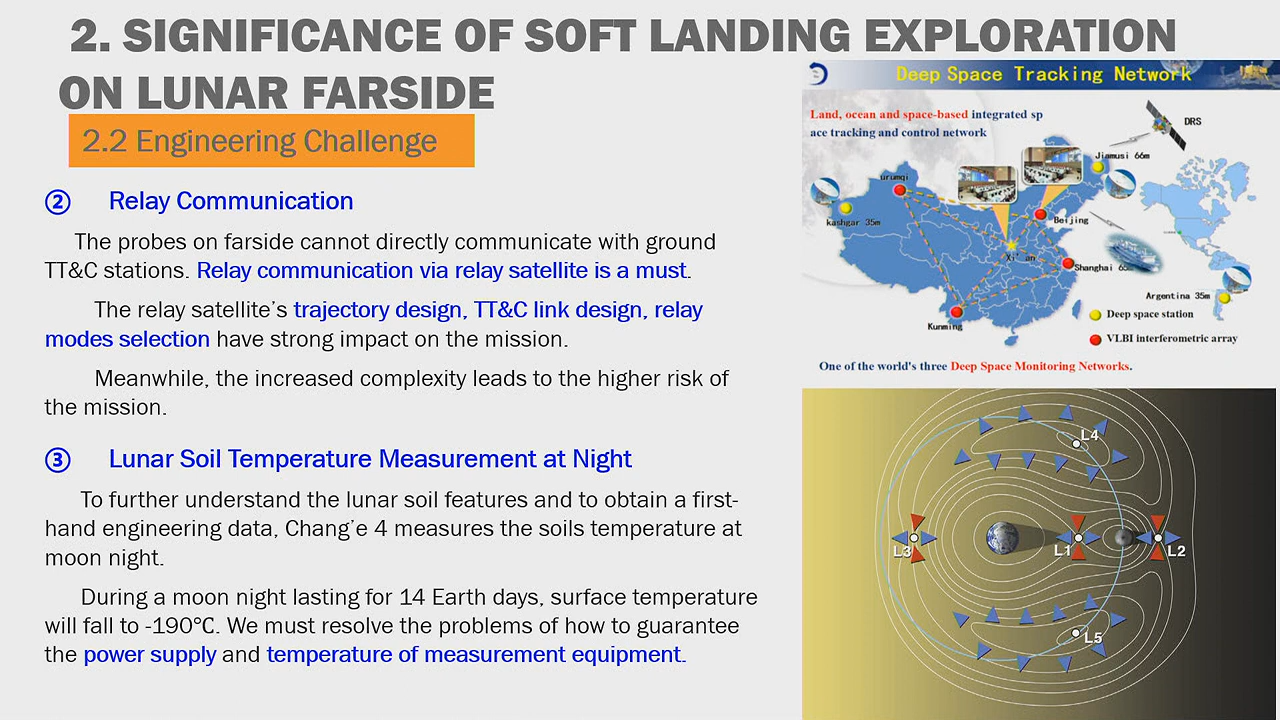 2. SIGNIFICANCE OF SOFT LANDING EXPLORATION
ON LUNAR FARSIDE
2.2 Engineering Challenge
② Relay Communication
The probes on farside cannot directly communicate with ground
TT&C stations. Relay communication via relay satellite is a must.
The relay satellite's trajectory design, TT&C link design, relay
modes selection have strong impact on the mission.
Meanwhile, the increased complexity leads to the higher risk of
the mission.
③ Lunar Soil Temperature Measurement at Night
To further understand the lunar soil features and to obtain a first-
hand engineering data, Chang'e 4 measures the soils temperature at
moon night.
During a moon night lasting for 14 Earth days, surface temperature
will fall to -190°C. We must resolve the problems of how to guarantee
the power supply and temperature of measurement equipment.
Deep Space Tracking Network
Land, ocean and space-based integrated sp
ace tracking and control network
DRS
Jiamusi 66m
urumqi
kashgar 35m
Beijing
Xi'an
Shanghai 65m
Argentina 35m
Kunming
Deep space station
VLBI interferometric array
One of the world's three Deep Space Monitoring Networks.
L4
L3
L1
L2
L5